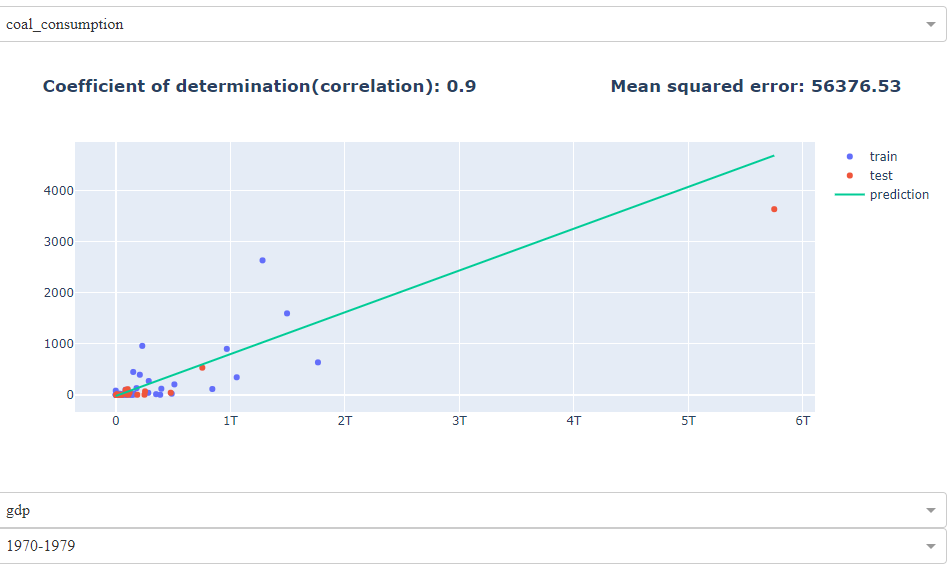 coal_consumption
Coefficient of determination(correlation): 0.9
Mean squared error: 56376.53
train
test
prediction
4000
3000
2000
1000
0
0
1T
2T
3T
4T
5T
6T
gdp
1970-1979